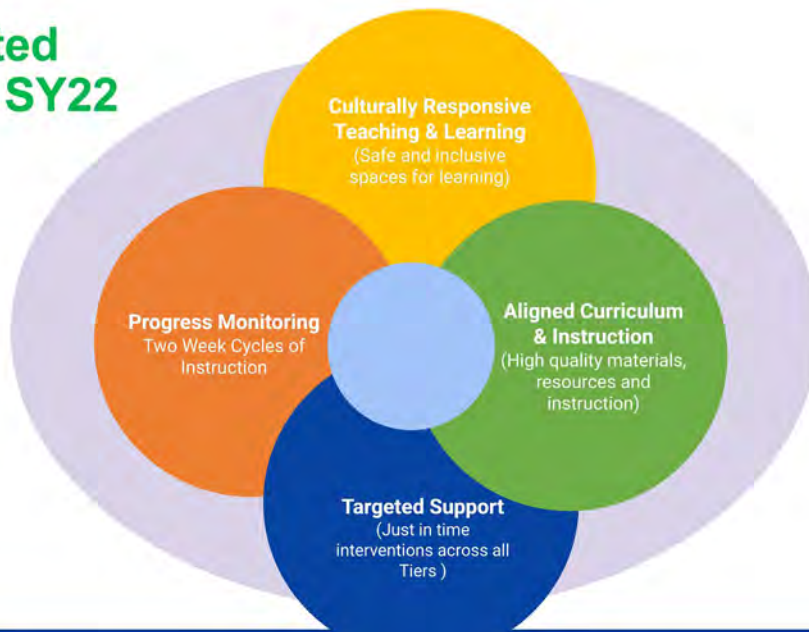 SY22
Culturally Responsive
Teaching & Learning
(Safe and inclusive
spaces for learning)
Progress Monitoring
Two Week Cycles of
Instruction
Aligned Curriculum
& Instruction
(High quality materials,
resources and
instruction)
Targeted Support
(Just in time
interventions across all
Tiers )